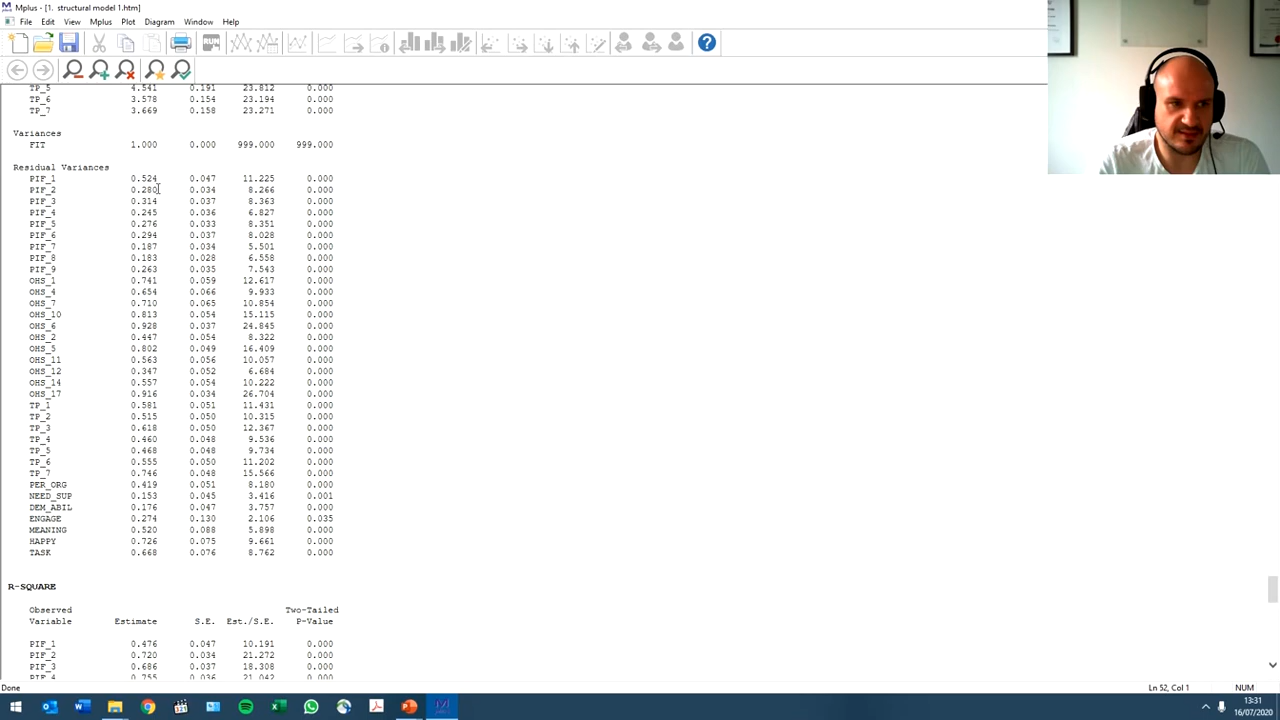 Mplus - [1. structural model 1.htm]
File Edit View Mplus Plot Diagram Window Help
RUN
TP_5 4.541 0.191 23.812 0.000
TP_6 3.578 0.154 23.194 0.000
TP_7 3.669 0.158 23.271 0.000
Variances
FIT 1.000 0.000 999.000 999.000
Residual Variances
PIF_1 0.524 0.047 11.225 0.000
PIF_2 0.280 0.034 8.266 0.000
PIF_3 0.314 0.037 8.363 0.000
PIF_4 0.245 0.036 6.827 0.000
PIF_5 0.276 0.033 8.351 0.000
PIF_6 0.294 0.037 8.028 0.000
PIF_7 0.187 0.034 5.501 0.000
PIF_8 0.183 0.028 6.558 0.000
PIF_9 0.263 0.035 7.543 0.000
OHS_1 0.741 0.059 12.617 0.000
OHS_4 0.654 0.066 9.933 0.000
OHS_7 0.710 0.065 10.854 0.000
OHS_10 0.813 0.054 15.115 0.000
OHS_6 0.928 0.037 24.845 0.000
OHS_2 0.447 0.054 8.322 0.000
OHS_5 0.802 0.049 16.409 0.000
OHS_11 0.563 0.056 10.057 0.000
OHS_12 0.347 0.052 6.684 0.000
OHS_14 0.557 0.054 10.222 0.000
OHS_17 0.916 0.034 26.704 0.000
TP_1 0.581 0.051 11.431 0.000
TP_2 0.515 0.050 10.315 0.000
TP_3 0.618 0.050 12.367 0.000
TP_4 0.460 0.048 9.536 0.000
TP_5 0.468 0.048 9.734 0.000
TP_6 0.555 0.050 11.202 0.000
TP_7 0.746 0.048 15.566 0.000
PER_ORG 0.419 0.051 8.180 0.000
NEED_SUP 0.153 0.045 3.416 0.001
DEM_ABIL 0.176 0.047 3.757 0.000
ENGAGE 0.274 0.130 2.106 0.035
MEANING 0.520 0.088 5.898 0.000
HAPPY 0.726 0.075 9.661 0.000
TASK 0.668 0.076 8.762 0.000
R-SQUARE
Observed Two-Tailed
Variable Estimate S.E. Est./S.E. P-Value
PIF_1 0.476 0.047 10.191 0.000
PIF_2 0.720 0.034 21.272 0.000
PIF_3 0.686 0.037 18.308 0.000
PIF_4 0.755 0.036 21.042 0.000
Done Ln 52, Col 1 NUM
13:31
16/07/2020